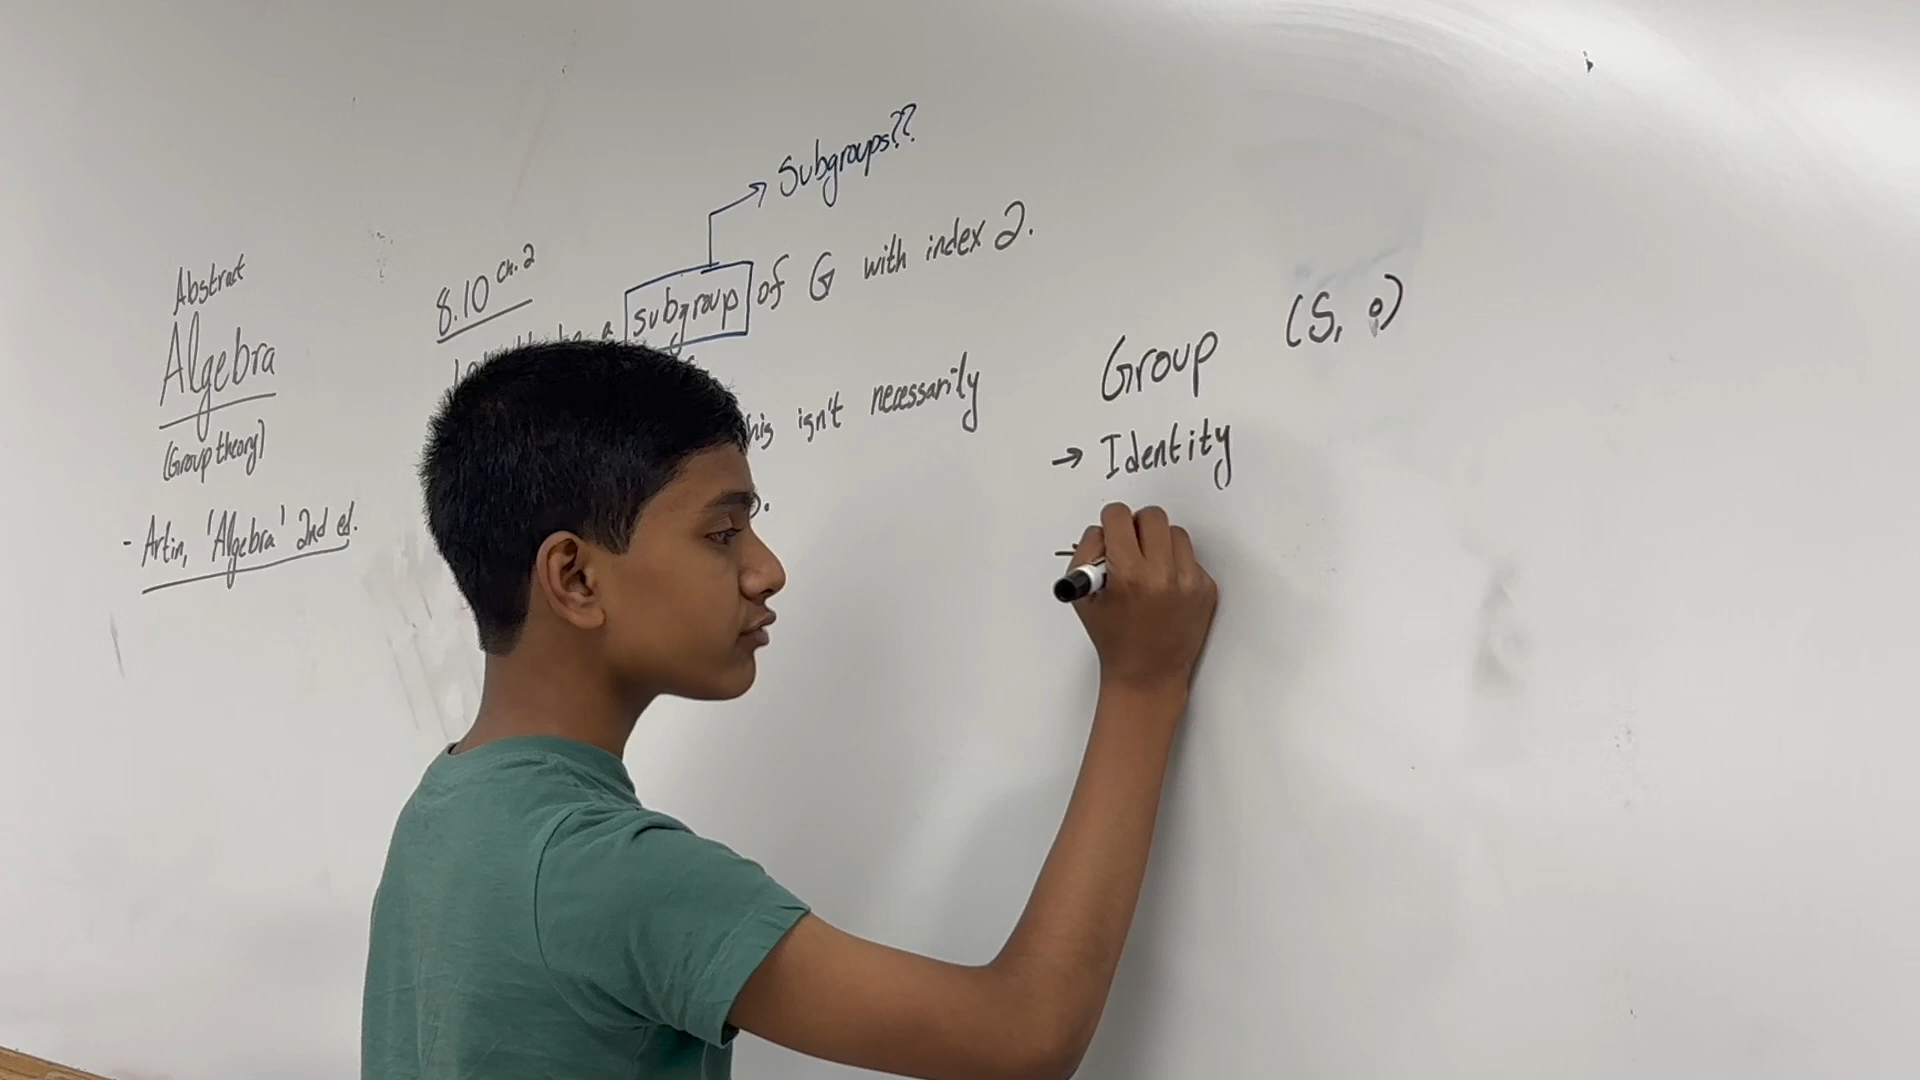 Abstract
Algebra
(Group theory)
- Artin, 'Algebra' 2nd ed.
8.10 Ch. 2
Subgroups??
a subgroup of G with index 2.
isn't necessarily
Group (S, ∘)
→ Identity